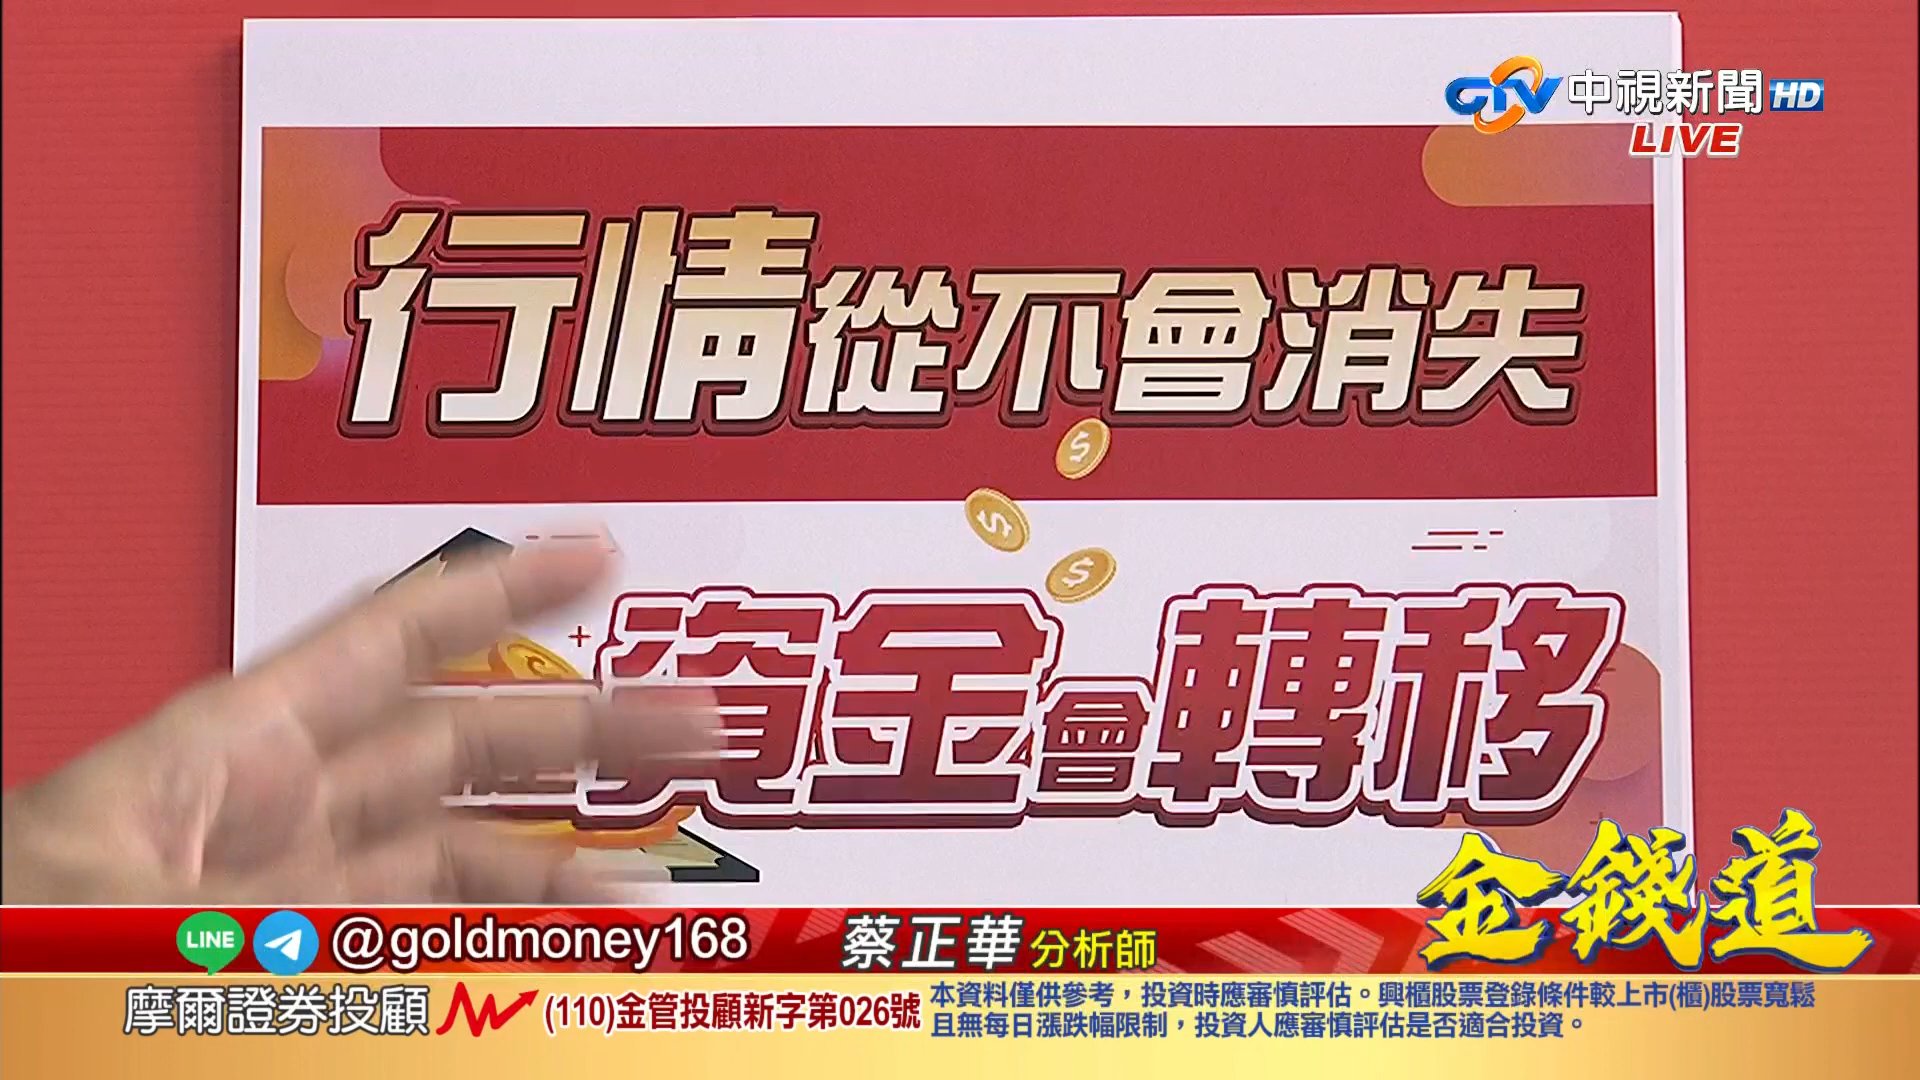 CTV中視新聞HD
LIVE
行情從不會消失
資金會轉移
金錢道
LINE
@goldmoney168
蔡正華 分析師
摩爾證券投顧
(110)金管投顧新字第026號
本資料僅供參考，投資時應審慎評估。興櫃股票登錄條件較上市(櫃)股票寬鬆
且無每日漲跌幅限制，投資人應審慎評估是否適合投資。